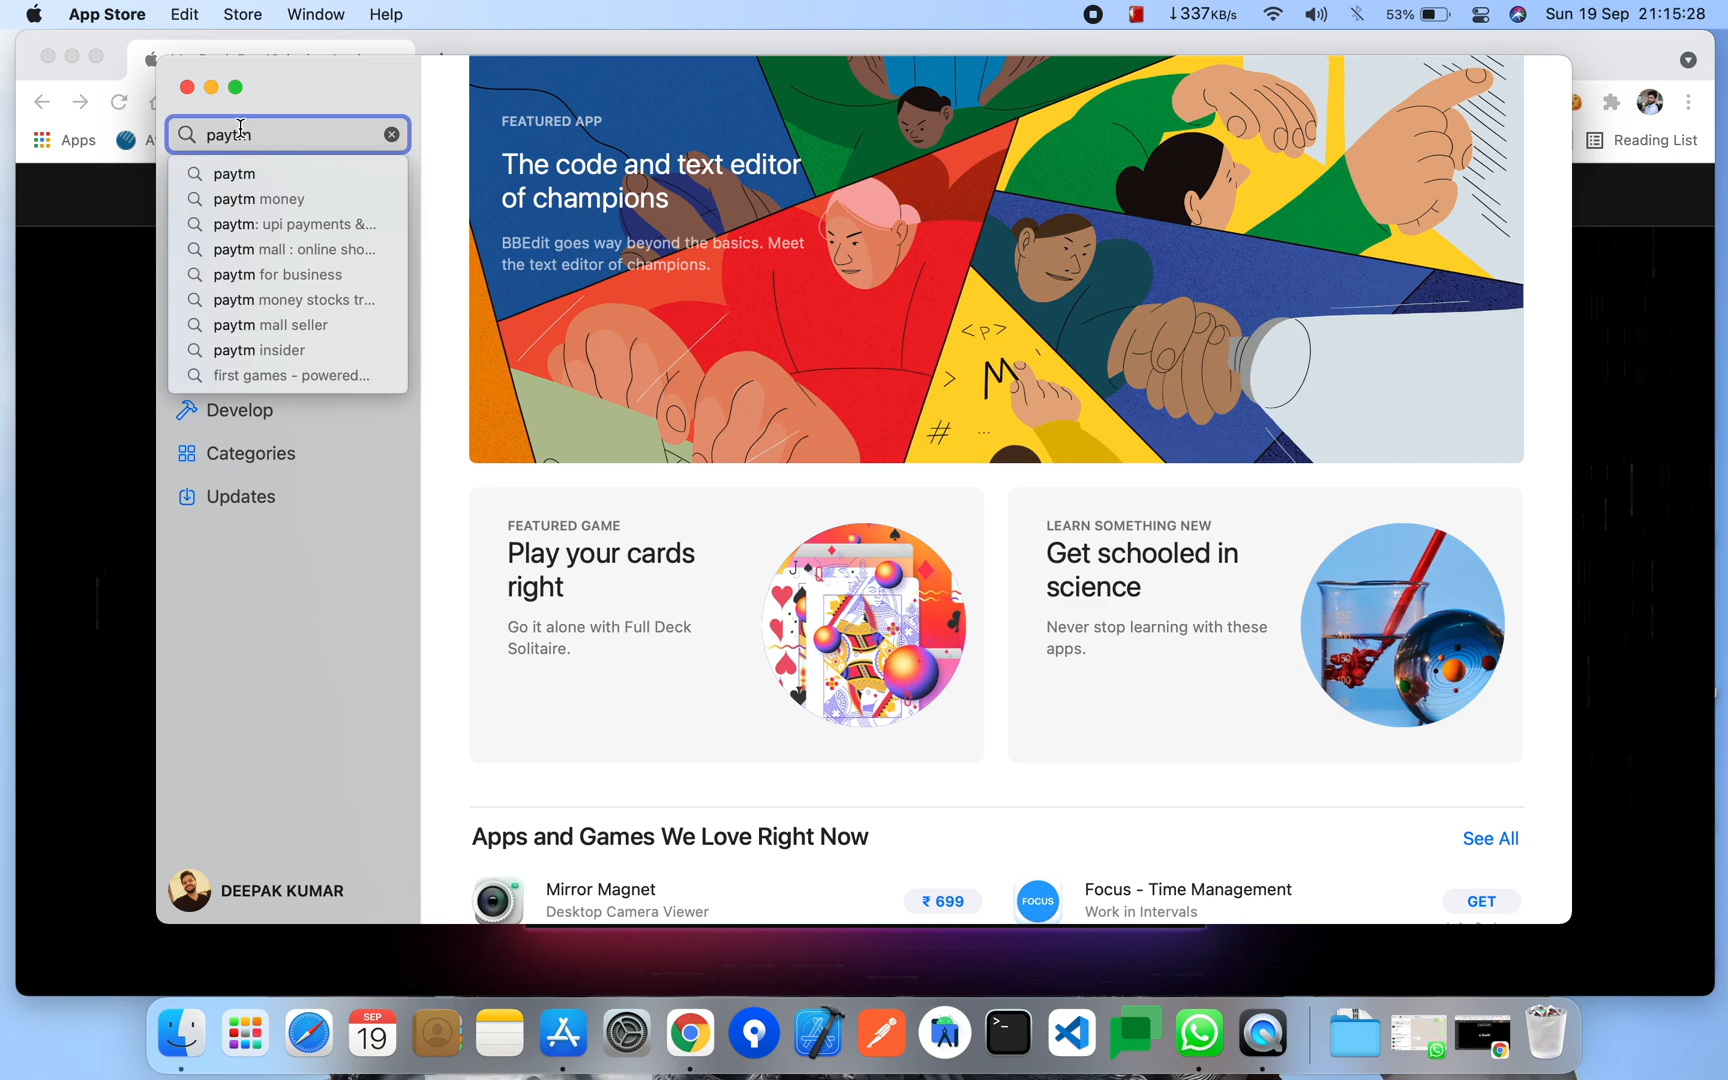 App Store Edit Store Window Help
↓337KB/s 53% Sun 19 Sep 21:15:28
Apps
Reading List
paytm
paytm
paytm money
paytm: upi payments &...
paytm mall : online sho...
paytm for business
paytm money stocks tr...
paytm mall seller
paytm insider
first games - powered...
Develop
Categories
Updates
DEEPAK KUMAR
FEATURED APP
The code and text editor
of champions
BBEdit goes way beyond the basics. Meet
the text editor of champions.
<p>
>
M
#
...
FEATURED GAME
Play your cards
right
Go it alone with Full Deck
Solitaire.
J Q
LEARN SOMETHING NEW
Get schooled in
science
Never stop learning with these
apps.
Apps and Games We Love Right Now
See All
Mirror Magnet
Desktop Camera Viewer
₹ 699
FOCUS
Focus - Time Management
Work in Intervals
GET
SEP
19
>_